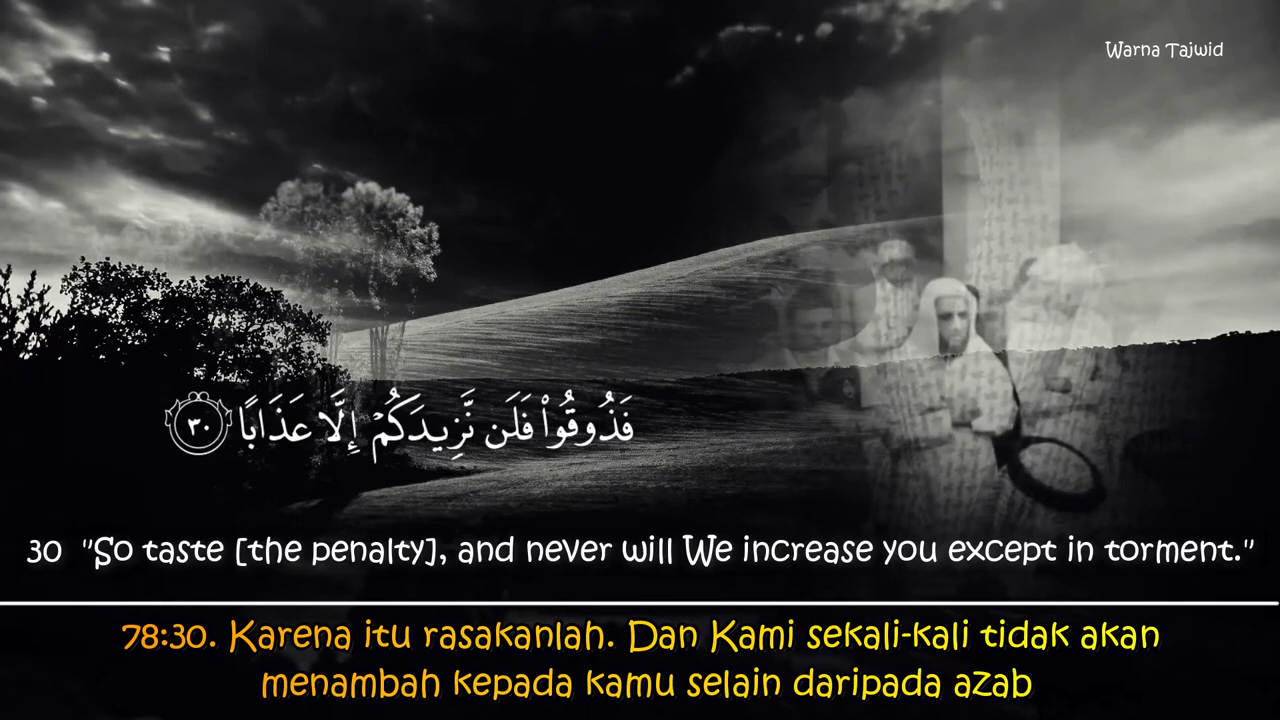 Warna Tajwid
فَذُوقُوا۟ فَلَن نَّزِيدَكُمْ إِلَّا عَذَابًا ٣٠
30 "So taste [the penalty], and never will We increase you except in torment."
78:30. Karena itu rasakanlah. Dan Kami sekali-kali tidak akan
menambah kepada kamu selain daripada azab